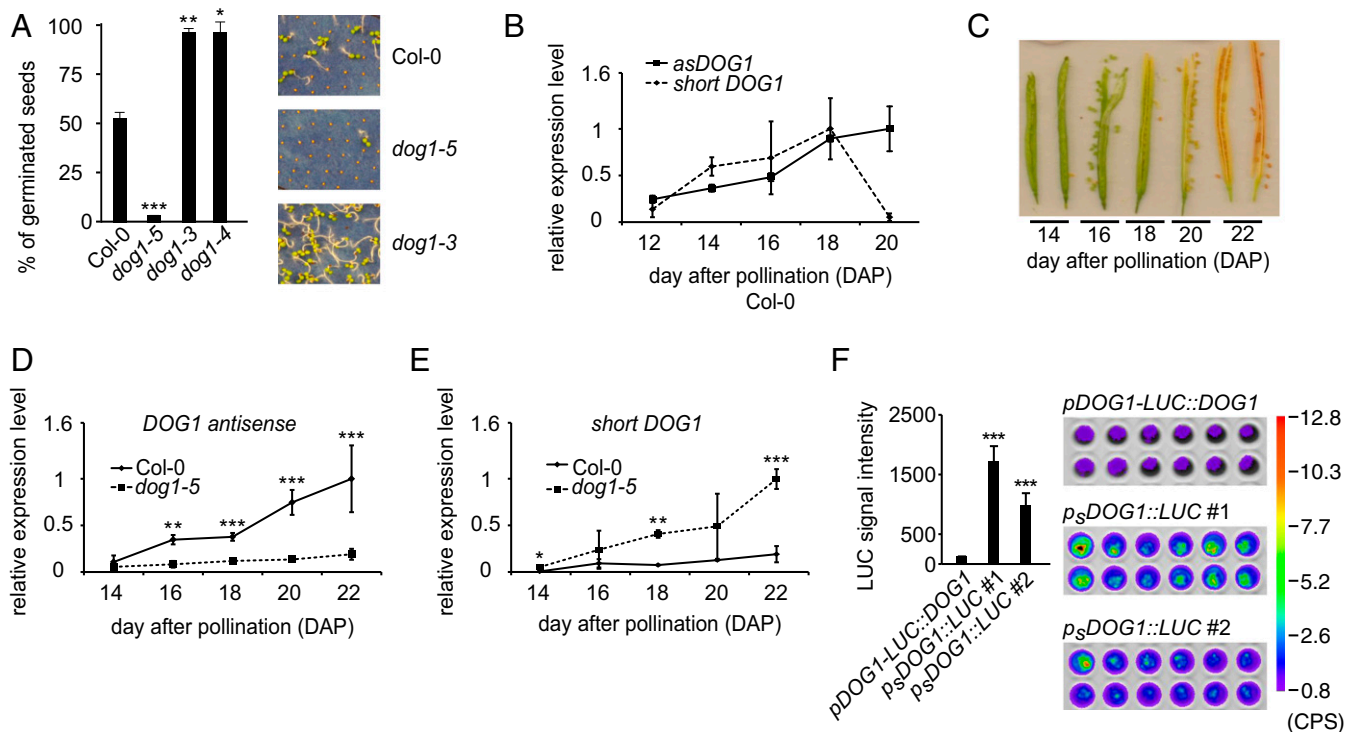 A
% of germinated seeds
100
75
50
25
0
**
*
***
Col-0
dog1-5
dog1-3
dog1-4
Col-0
dog1-5
dog1-3
B
relative expression level
1.6
1
0.5
0
asDOG1
short DOG1
12 14 16 18 20
day after pollination (DAP)
Col-0
C
14 16 18 20 22
day after pollination (DAP)
D
relative expression level
DOG1 antisense
1.6
1
0.5
0
Col-0
dog1-5
** *** *** ***
14 16 18 20 22
day after pollination (DAP)
E
relative expression level
short DOG1
1.6
1
0.5
0
Col-0
dog1-5
* ** ***
14 16 18 20 22
day after pollination (DAP)
F
LUC signal intensity
2500
1500
500
0
***
***
pDOG1-LUC::DOG1
psDOG1::LUC #1
psDOG1::LUC #2
pDOG1-LUC::DOG1
psDOG1::LUC #1
psDOG1::LUC #2
12.8
10.3
7.7
5.2
2.6
0.8
(CPS)